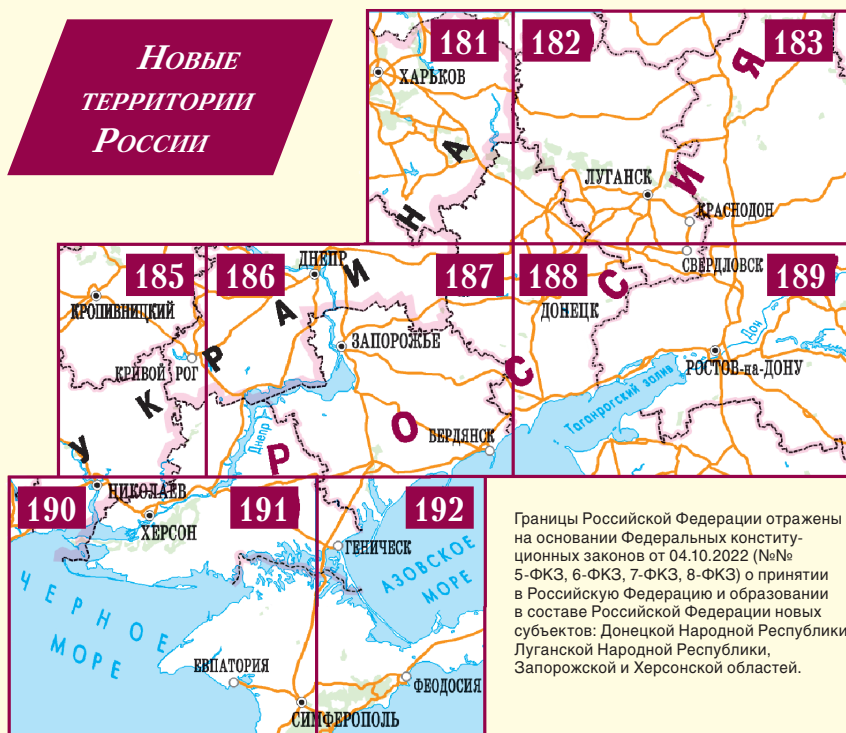 Новые
территории
России
181
182
183
ХАРЬКОВ
ЛУГАНСК
КРАСНОДОН
185
186
187
188
189
ДНЕПР
СВЕРДЛОВСК
КРОПИВНИЦКИЙ
ДОНЕЦК
Дон
ЗАПОРОЖЬЕ
КРИВОЙ РОГ
РОСТОВ-на-ДОНУ
Таганрогский залив
Днепр
БЕРДЯНСК
УКРАИНА
РОССИЯ
190
191
192
НИКОЛАЕВ
ХЕРСОН
ГЕНИЧЕСК
АЗОВСКОЕ
МОРЕ
ЧЕРНОЕ
МОРЕ
ЕВПАТОРИЯ
ФЕОДОСИЯ
СИМФЕРОПОЛЬ
Границы Российской Федерации отражены
на основании Федеральных конститу-
ционных законов от 04.10.2022 (№№
5-ФКЗ, 6-ФКЗ, 7-ФКЗ, 8-ФКЗ) о принятии
в Российскую Федерацию и образовании
в составе Российской Федерации новых
субъектов: Донецкой Народной Республики
Луганской Народной Республики,
Запорожской и Херсонской областей.